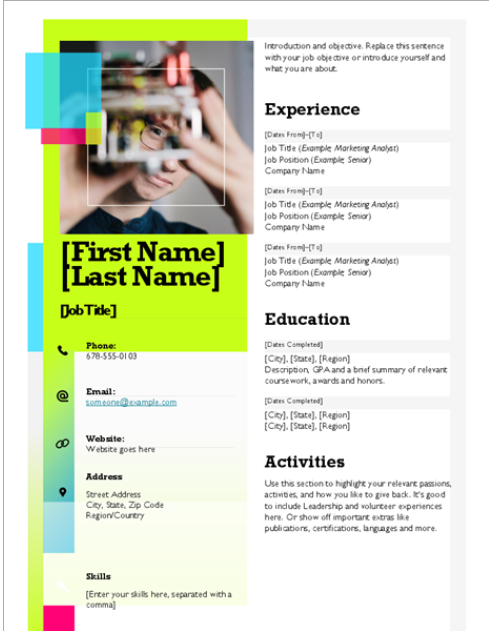 [First Name]
[Last Name]
[Job Title]
Phone:
678-555-0103
Email:
someone@example.com
Website:
Website goes here
Address
Street Address
City, State, Zip Code
Region/Country
Skills
[Enter your skills here, separated with a
comma]
Introduction and objective. Replace this sentence
with your job objective or introduce yourself and
what you are about.
Experience
[Dates From]–[To]
Job Title (Example, Marketing Analyst)
Job Position (Example, Senior)
Company Name
[Dates From]–[To]
Job Title (Example, Marketing Analyst)
Job Position (Example, Senior)
Company Name
[Dates From]–[To]
Job Title (Example, Marketing Analyst)
Job Position (Example, Senior)
Company Name
Education
[Dates Completed]
[City], [State], [Region]
Description, GPA and a brief summary of relevant
coursework, awards and honors.
[Dates Completed]
[City], [State], [Region]
[City], [State], [Region]
Activities
Use this section to highlight your relevant passions,
activities, and how you like to give back. It's good
to include Leadership and volunteer experiences
here. Or show off important extras like
publications, certifications, languages and more.